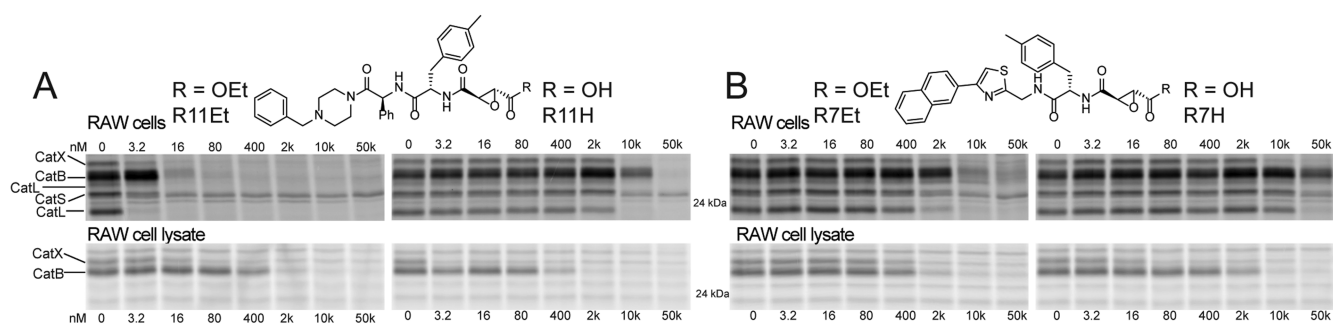 A
R = OEt
R11Et
O
H
N
N
N
Ph
O
N
H
O
O
O
R
R = OH
R11H
RAW cells
nM 0 3.2 16 80 400 2k 10k 50k 0 3.2 16 80 400 2k 10k 50k
CatX
CatB
CatL
CatS
CatL
24 kDa
RAW cell lysate
CatX
CatB
24 kDa
nM 0 3.2 16 80 400 2k 10k 50k 0 3.2 16 80 400 2k 10k 50k
B
R = OEt
R7Et
S
N
N
H
O
H
N
O
O
O
R
R = OH
R7H
RAW cells
0 3.2 16 80 400 2k 10k 50k 0 3.2 16 80 400 2k 10k 50k
RAW cell lysate
0 3.2 16 80 400 2k 10k 50k 0 3.2 16 80 400 2k 10k 50k